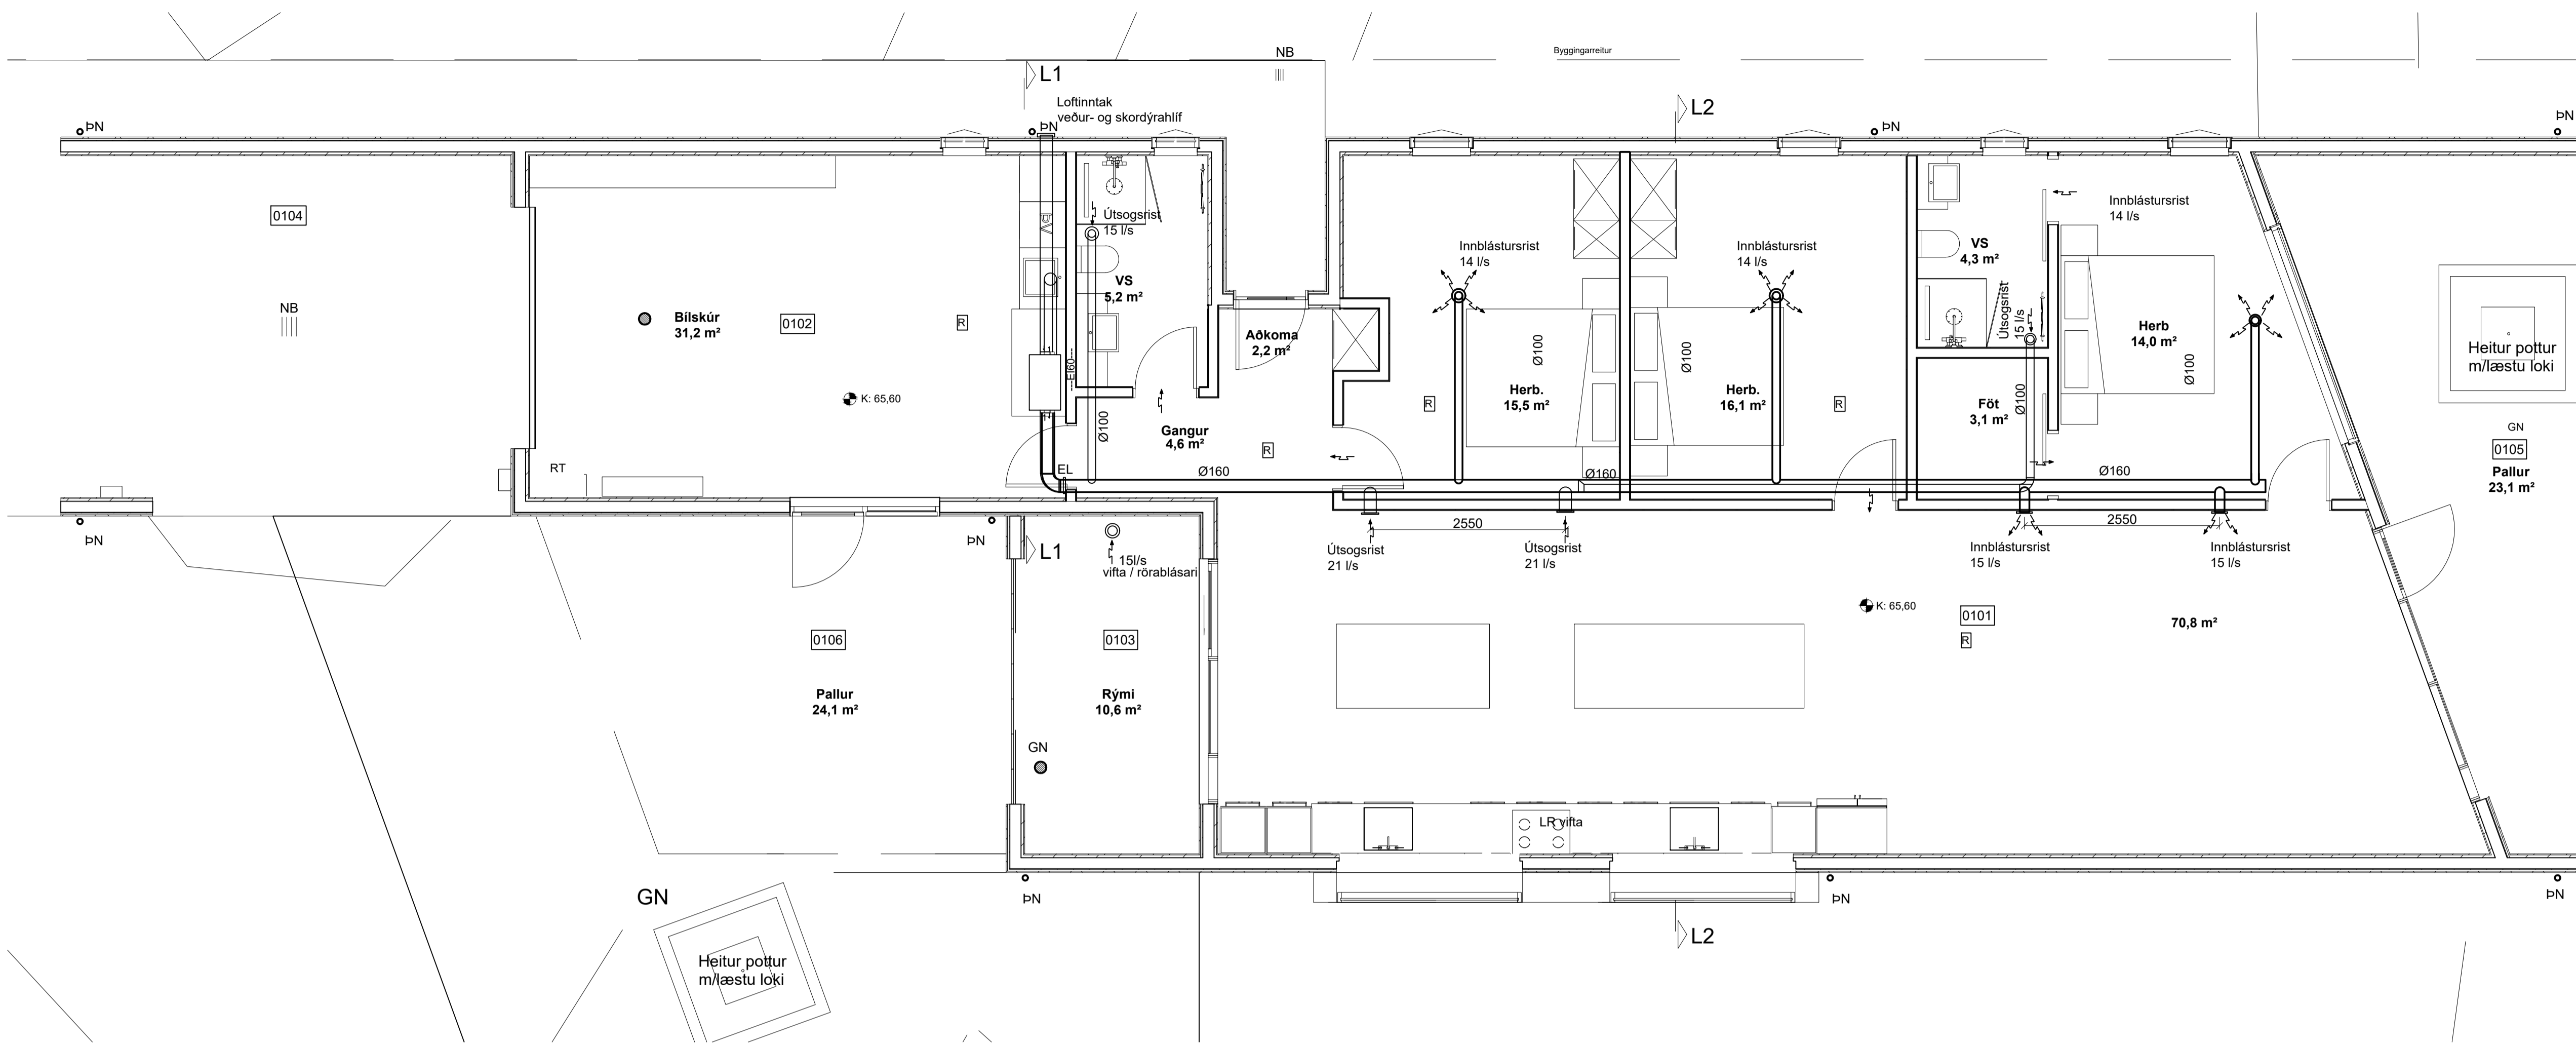 Byggingarreitur
NB
L1
L2
Loftinntak
veður- og skordýrahlíf
ÞN
ÞN
ÞN
ÞN
0104
NB
Bílskúr
31,2 m²
0102
R
K: 65,60
RT
ÞV
---EI60---
Útsogsrist
15 l/s
VS
5,2 m²
Ø100
Gangur
4,6 m²
EL
Ø160
Aðkoma
2,2 m²
R
Innblástursrist
14 l/s
Ø100
Herb.
15,5 m²
R
Innblástursrist
14 l/s
Ø100
Herb.
16,1 m²
R
Ø160
VS
4,3 m²
Útsogsrist
15 l/s
Föt
3,1 m²
Ø100
Innblástursrist
14 l/s
Herb
14,0 m²
Ø100
Ø160
Heitur pottur
m/læstu loki
GN
0105
Pallur
23,1 m²
ÞN
ÞN
L1
15l/s
vifta / rörablásari
2550
Útsogsrist
21 l/s
Útsogsrist
21 l/s
2550
Innblástursrist
15 l/s
Innblástursrist
15 l/s
K: 65,60
0101
R
70,8 m²
0106
Pallur
24,1 m²
0103
Rými
10,6 m²
GN
LR vifta
ÞN
ÞN
ÞN
GN
L2
Heitur pottur
m/læstu loki